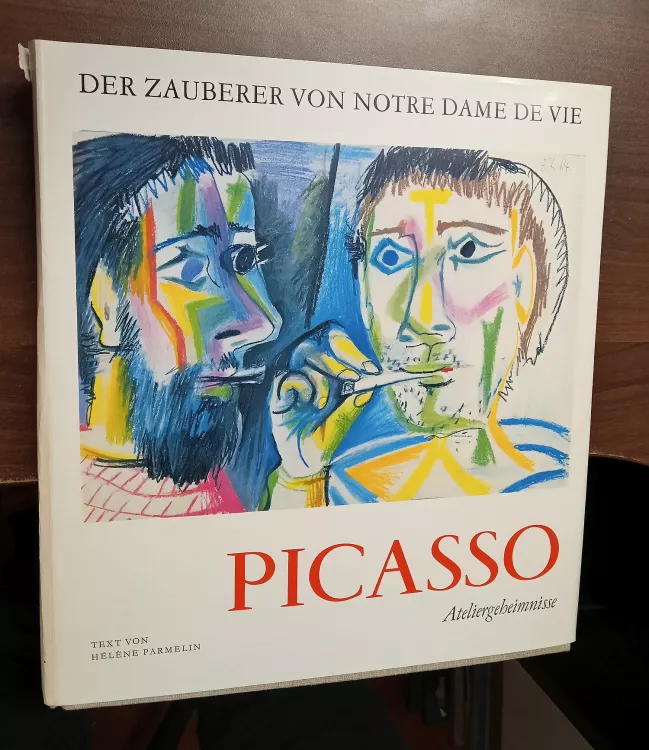 DER ZAUBERER VON NOTRE DAME DE VIE
PICASSO
Ateliergeheimnisse
TEXT VON
HÉLÈNE PARMELIN